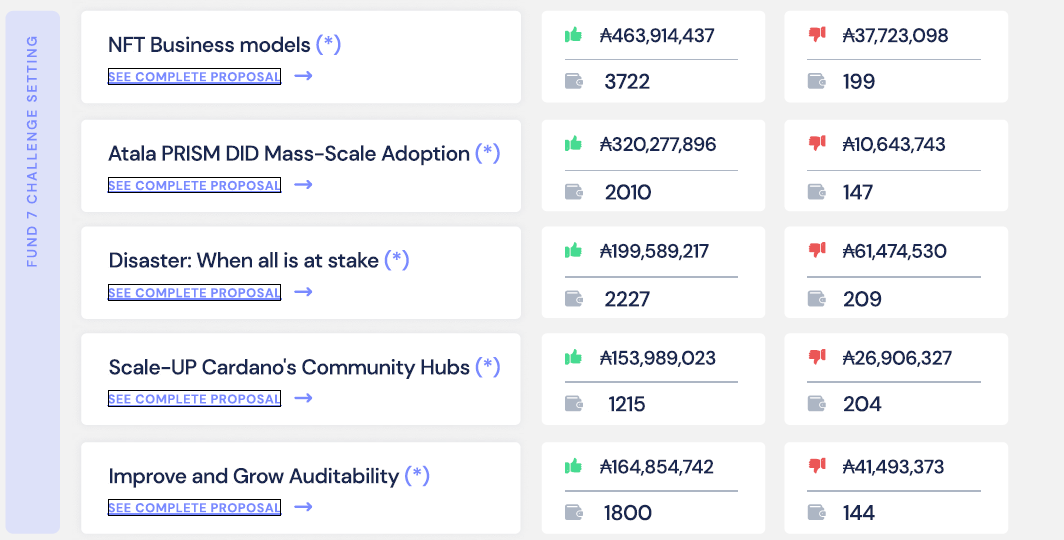 FUND 7 CHALLENGE SETTING
NFT Business models (*)
SEE COMPLETE PROPOSAL →
₳463,914,437
3722
₳37,723,098
199
Atala PRISM DID Mass-Scale Adoption (*)
SEE COMPLETE PROPOSAL →
₳320,277,896
2010
₳10,643,743
147
Disaster: When all is at stake (*)
SEE COMPLETE PROPOSAL →
₳199,589,217
2227
₳61,474,530
209
Scale-UP Cardano's Community Hubs (*)
SEE COMPLETE PROPOSAL →
₳153,989,023
1215
₳26,906,327
204
Improve and Grow Auditability (*)
SEE COMPLETE PROPOSAL →
₳164,854,742
1800
₳41,493,373
144